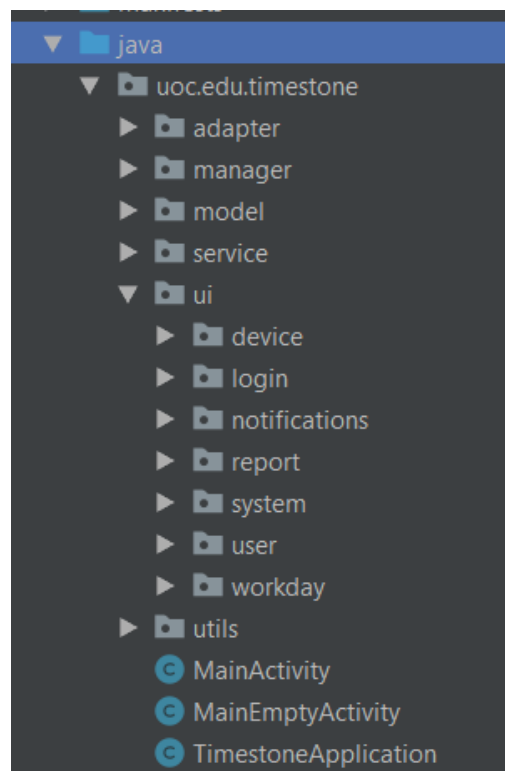 java
uoc.edu.timestone
adapter
manager
model
service
ui
device
login
notifications
report
system
user
workday
utils
C MainActivity
C MainEmptyActivity
C TimestoneApplication